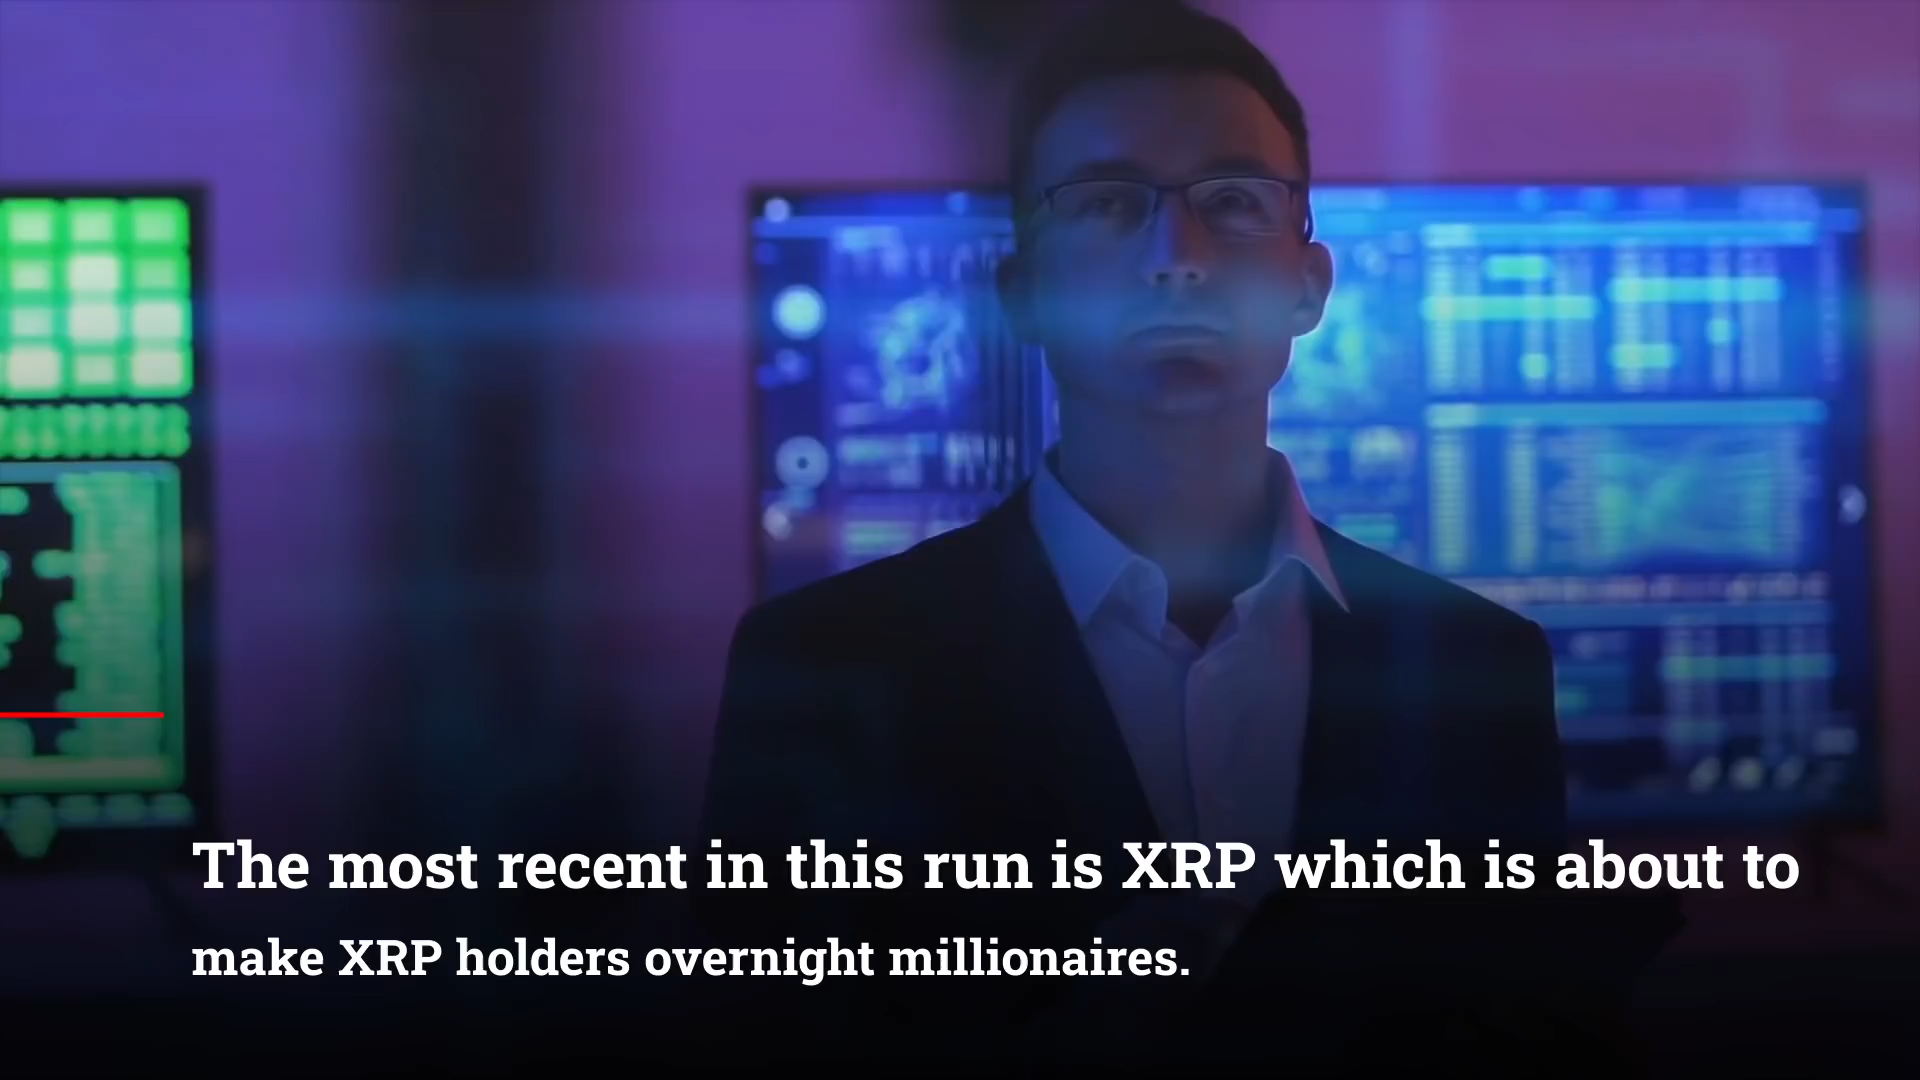 The most recent in this run is XRP which is about to
make XRP holders overnight millionaires.